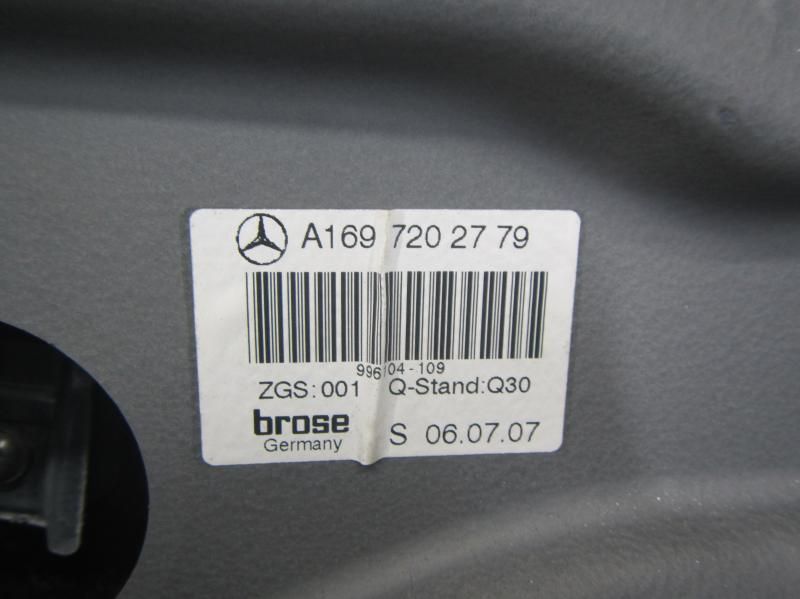 A169 720 27 79
996104-109
ZGS:001 Q-Stand:Q30
brose
Germany
S 06.07.07